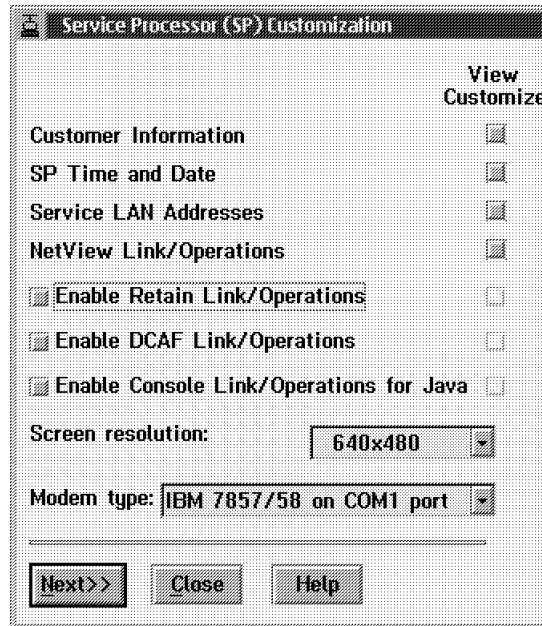 Service Processor (SP) Customization
View
Customize
Customer Information
SP Time and Date
Service LAN Addresses
NetView Link/Operations
Enable Retain Link/Operations
Enable DCAF Link/Operations
Enable Console Link/Operations for Java
Screen resolution: 640x480
Modem type: IBM 7857/58 on COM1 port
Next>> Close Help